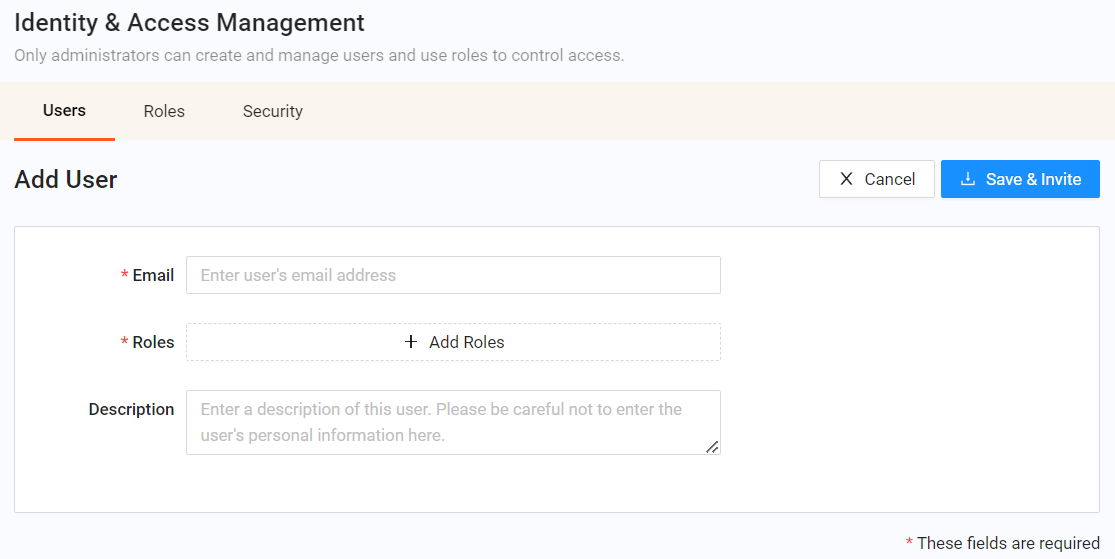 Identity & Access Management
Only administrators can create and manage users and use roles to control access.
Users Roles Security
Add User Cancel Save & Invite
* Email Enter user's email address
* Roles Add Roles
Description Enter a description of this user. Please be careful not to enter the
user's personal information here.
* These fields are required